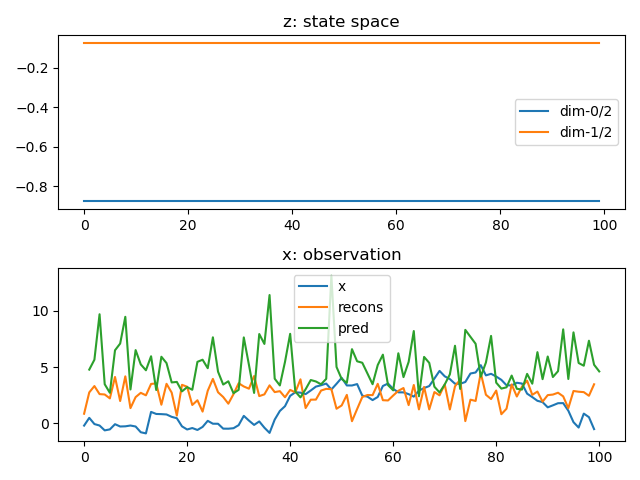 z: state space
−0.2
−0.4
−0.6
−0.8
dim-0/2
dim-1/2
0 20 40 60 80 100
x: observation
10
5
0
x
recons
pred
0 20 40 60 80 100